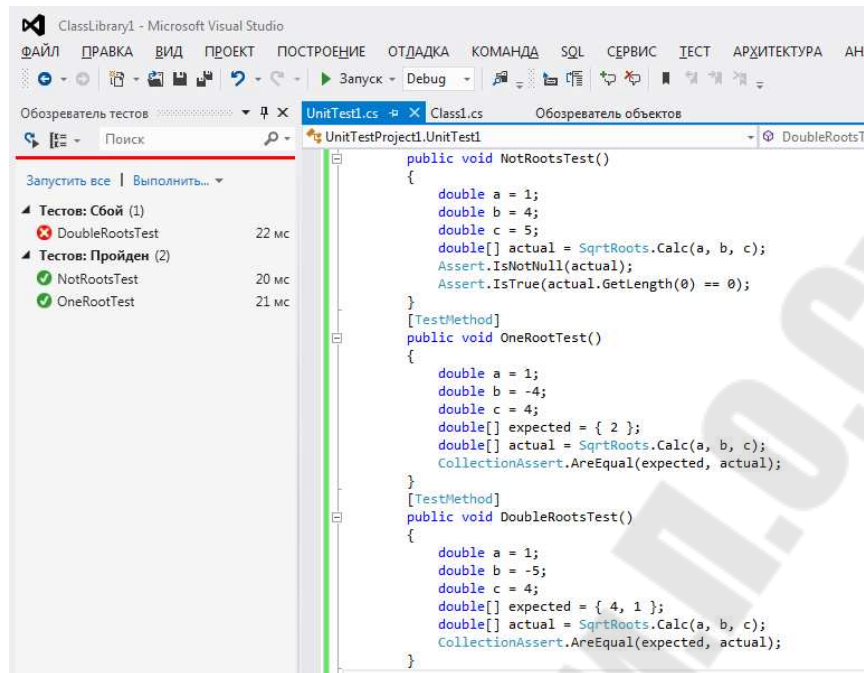 ClassLibrary1 - Microsoft Visual Studio
ФАЙЛ ПРАВКА ВИД ПРОЕКТ ПОСТРОЕНИЕ ОТЛАДКА КОМАНДА SQL СЕРВИС ТЕСТ АРХИТЕКТУРА АН
Запуск Debug
Обозреватель тестов
UnitTest1.cs Class1.cs Обозреватель объектов
Поиск
UnitTestProject1.UnitTest1 DoubleRootsT
Запустить все | Выполнить...
Тестов: Сбой (1)
DoubleRootsTest 22 мс
Тестов: Пройден (2)
NotRootsTest 20 мс
OneRootTest 21 мс
public void NotRootsTest()
{
double a = 1;
double b = 4;
double c = 5;
double[] actual = SqrtRoots.Calc(a, b, c);
Assert.IsNotNull(actual);
Assert.IsTrue(actual.GetLength(0) == 0);
}
[TestMethod]
public void OneRootTest()
{
double a = 1;
double b = -4;
double c = 4;
double[] expected = { 2 };
double[] actual = SqrtRoots.Calc(a, b, c);
CollectionAssert.AreEqual(expected, actual);
}
[TestMethod]
public void DoubleRootsTest()
{
double a = 1;
double b = -5;
double c = 4;
double[] expected = { 4, 1 };
double[] actual = SqrtRoots.Calc(a, b, c);
CollectionAssert.AreEqual(expected, actual);
}